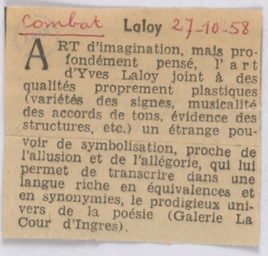 Combat Laloy 27-10-58
ART d'imagination, mais pro-
fondément pensé, l'art
d'Yves Laloy joint à des
qualités proprement plastiques
(variétés des signes, musicalité
des accords de tons, évidence des
structures, etc.) un étrange pou-
voir de symbolisation, proche de
l'allusion et de l'allégorie, qui lui
permet de transcrire dans une
langue riche en équivalences et
en synonymies, le prodigieux uni-
vers de la poésie (Galerie La
Cour d'Ingres).